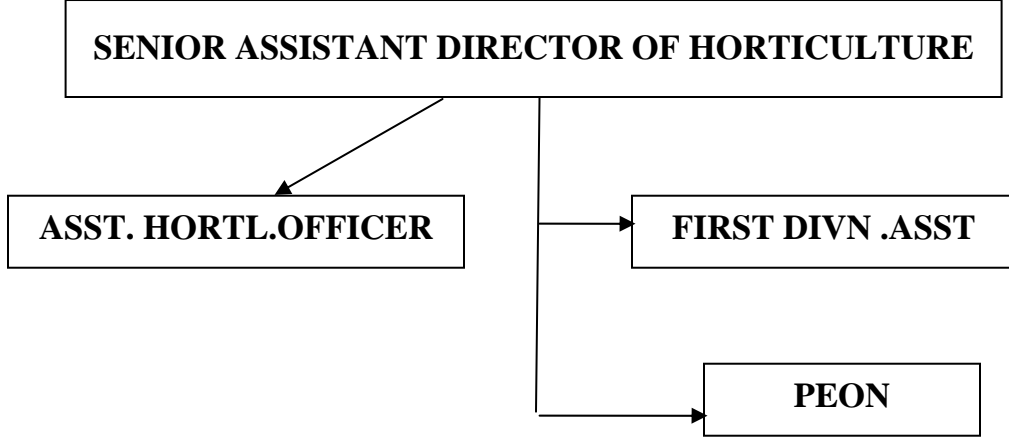 SENIOR ASSISTANT DIRECTOR OF HORTICULTURE
ASST. HORTL.OFFICER
FIRST DIVN .ASST
PEON